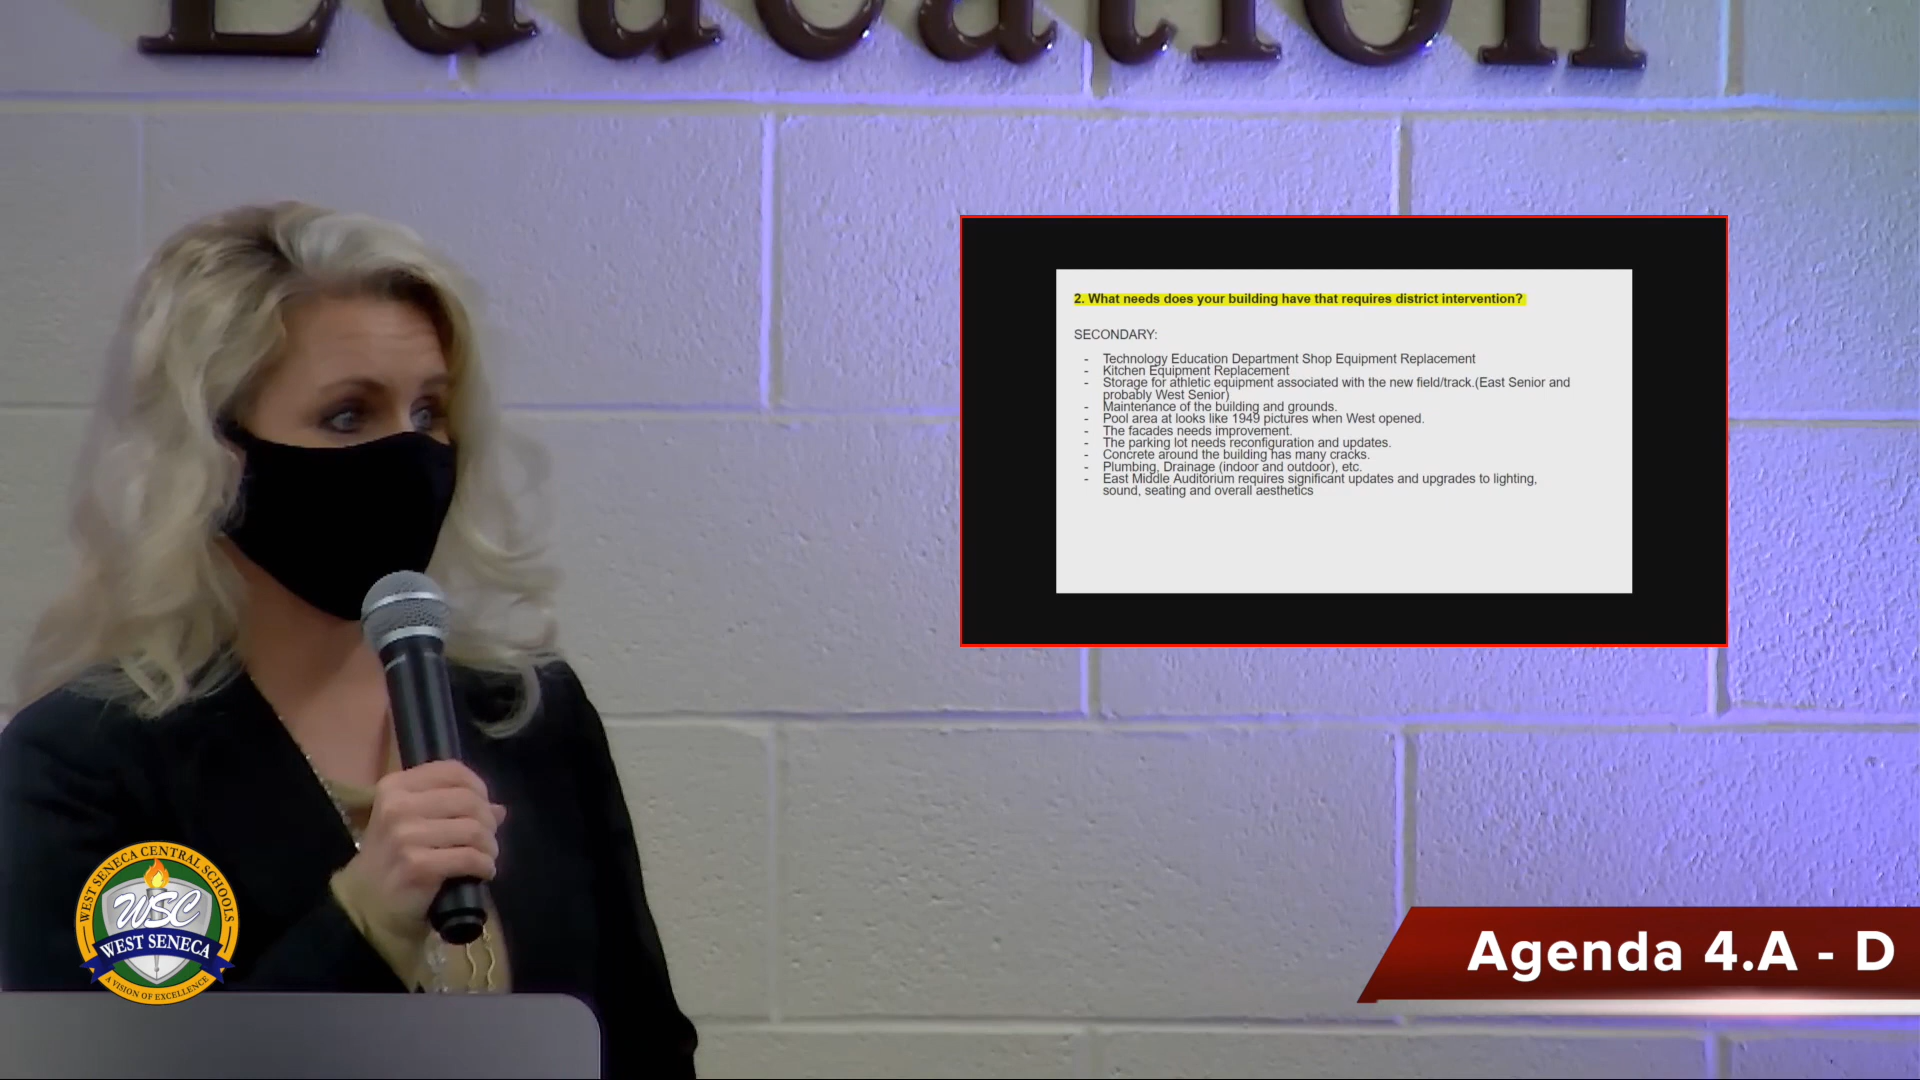 Education
2. What needs does your building have that requires district intervention?
SECONDARY:
- Technology Education Department Shop Equipment Replacement
- Kitchen Equipment Replacement
- Storage for athletic equipment associated with the new field/track.(East Senior and
probably West Senior)
- Maintenance of the building and grounds.
- Pool area at looks like 1949 pictures when West opened.
- The facades needs improvement.
- The parking lot needs reconfiguration and updates.
- Concrete around the building has many cracks.
- Plumbing, Drainage (indoor and outdoor), etc.
- East Middle Auditorium requires significant updates and upgrades to lighting,
sound, seating and overall aesthetics
WEST SENECA CENTRAL SCHOOLS
WSC
WEST SENECA
A VISION OF EXCELLENCE
Agenda 4.A - D